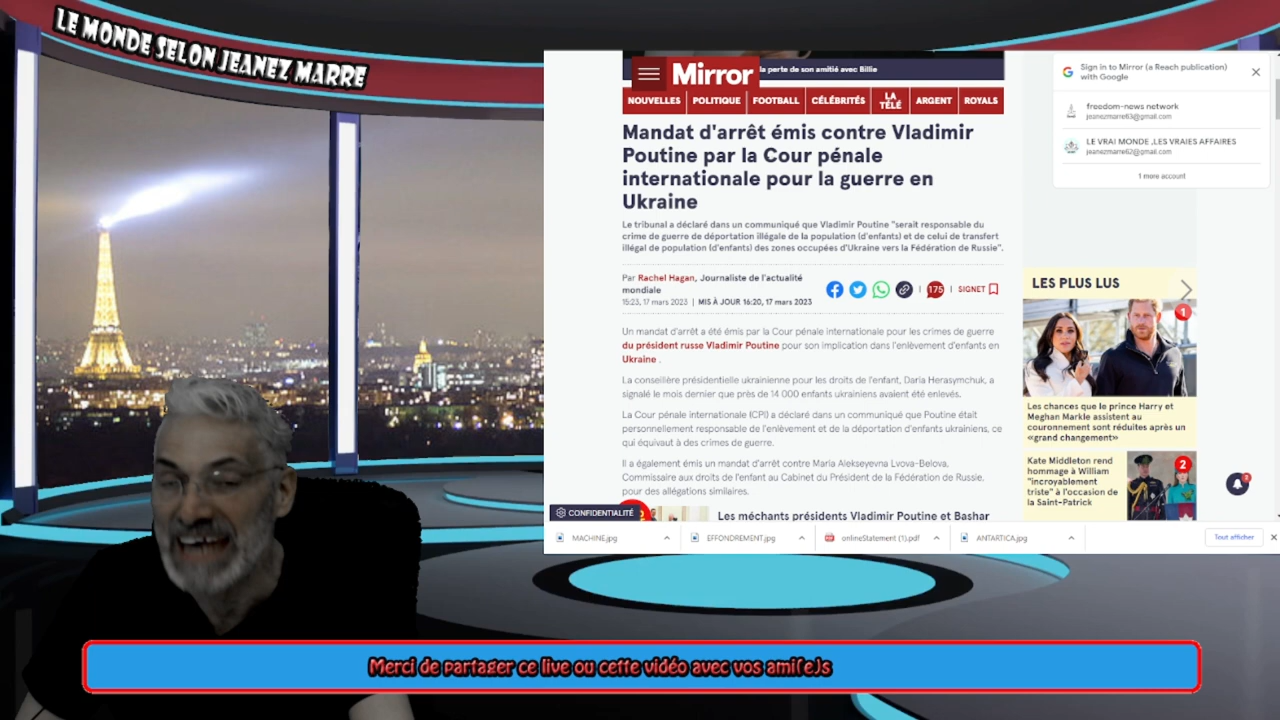 LE MONDE SELON JEANEZ MARRE
la perte de son amitié avec Billie
Mirror
NOUVELLES
POLITIQUE
FOOTBALL
CÉLÉBRITÉS
LA
TÉLÉ
ARGENT
ROYALS
Mandat d'arrêt émis contre Vladimir
Poutine par la Cour pénale
internationale pour la guerre en
Ukraine
Le tribunal a déclaré dans un communiqué que Vladimir Poutine "serait responsable du
crime de guerre de déportation illégale de la population (d'enfants) et de celui de transfert
illégal de population (d'enfants) des zones occupées d'Ukraine vers la Fédération de Russie".
Par Rachel Hagan, Journaliste de l'actualité
mondiale
15:23, 17 mars 2023 | MIS À JOUR 16:20, 17 mars 2023
175
SIGNET
Un mandat d'arrêt a été émis par la Cour pénale internationale pour les crimes de guerre
du président russe Vladimir Poutine pour son implication dans l'enlèvement d'enfants en
Ukraine .
La conseillère présidentielle ukrainienne pour les droits de l'enfant, Daria Herasymchuk, a
signalé le mois dernier que près de 14 000 enfants ukrainiens avaient été enlevés.
La Cour pénale internationale (CPI) a déclaré dans un communiqué que Poutine était
personnellement responsable de l'enlèvement et de la déportation d'enfants ukrainiens, ce
qui équivaut à des crimes de guerre.
Il a également émis un mandat d'arrêt contre Maria Alekseyevna Lvova-Belova,
Commissaire aux droits de l'enfant au Cabinet du Président de la Fédération de Russie,
pour des allégations similaires.
Les méchants présidents Vladimir Poutine et Bashar
CONFIDENTIALITÉ
Sign in to Mirror (a Reach publication)
with Google
freedom-news network
jeanezmarre63@gmail.com
LE VRAI MONDE ,LES VRAIES AFFAIRES
jeanezmarre62@gmail.com
1 more account
LES PLUS LUS
1
Les chances que le prince Harry et
Meghan Markle assistent au
couronnement sont réduites après un
«grand changement»
Kate Middleton rend
hommage à William
"incroyablement
triste" à l'occasion de
la Saint-Patrick
2
MACHINE.jpg
EFFONDREMENT.jpg
onlineStatement (1).pdf
ANTARTICA.jpg
Tout afficher
Merci de partager ce live ou cette vidéo avec vos ami(e)s